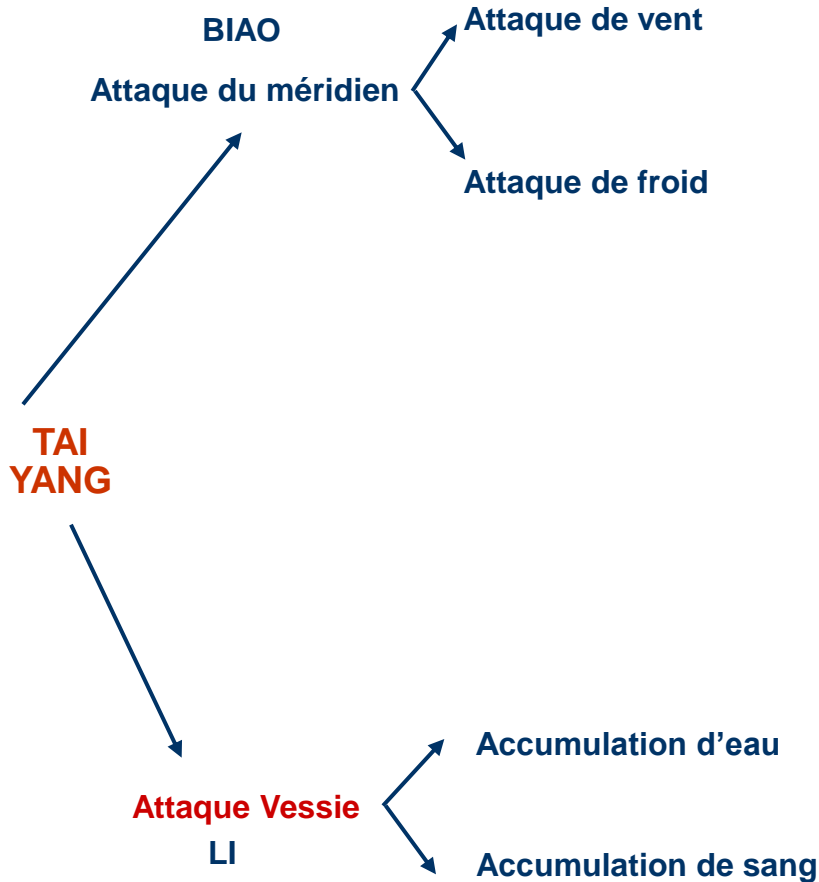 BIAO
Attaque du méridien
Attaque de vent
Attaque de froid
TAI
YANG
Accumulation d’eau
Attaque Vessie
LI
Accumulation de sang